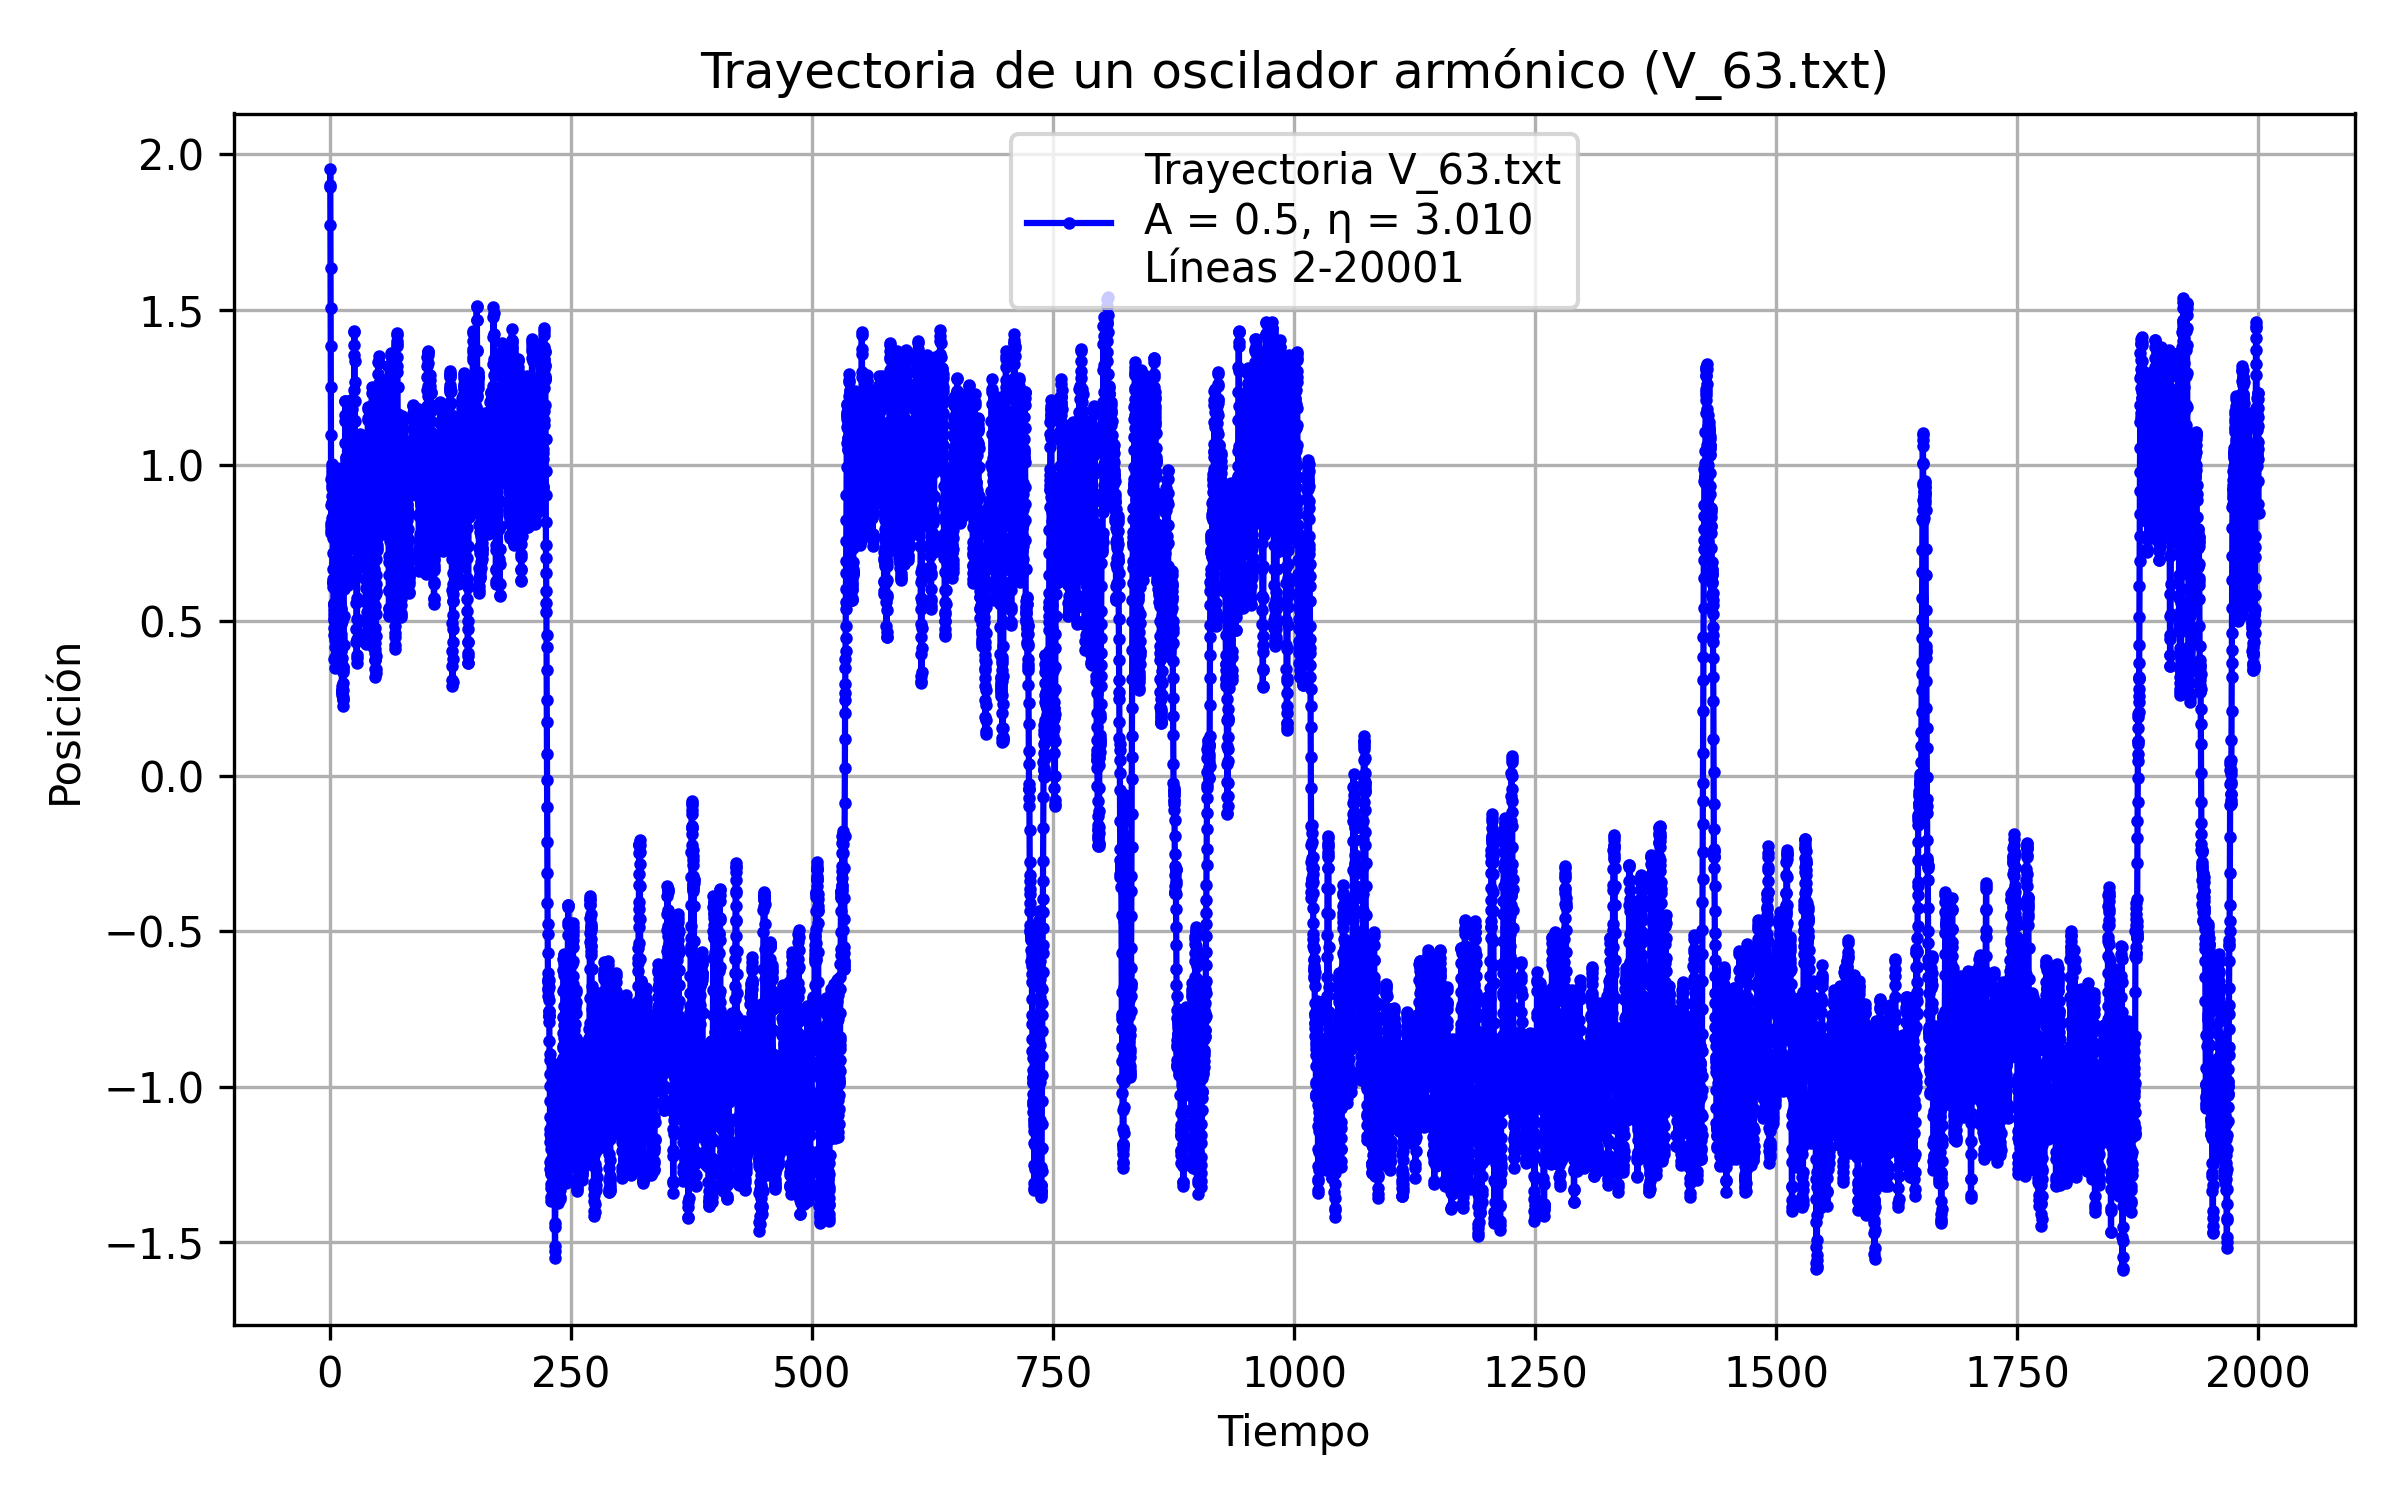 Trayectoria de un oscilador armónico (V_63.txt)
Trayectoria V_63.txt
A = 0.5, η = 3.010
Líneas 2-20001
Posición
2.0
1.5
1.0
0.5
0.0
−0.5
−1.0
−1.5
0 250 500 750 1000 1250 1500 1750 2000
Tiempo